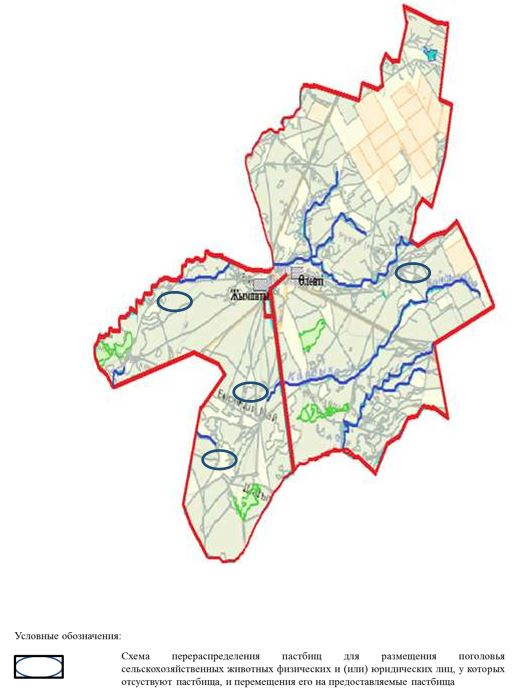 Өлеңті
Жымпиты
Условные обозначения:
Схема перераспределения пастбищ для размещения поголовья
сельскохозяйственных животных физических и (или) юридических лиц, у которых
отсуствуют пастбища, и перемещения его на предоставляемые пастбища